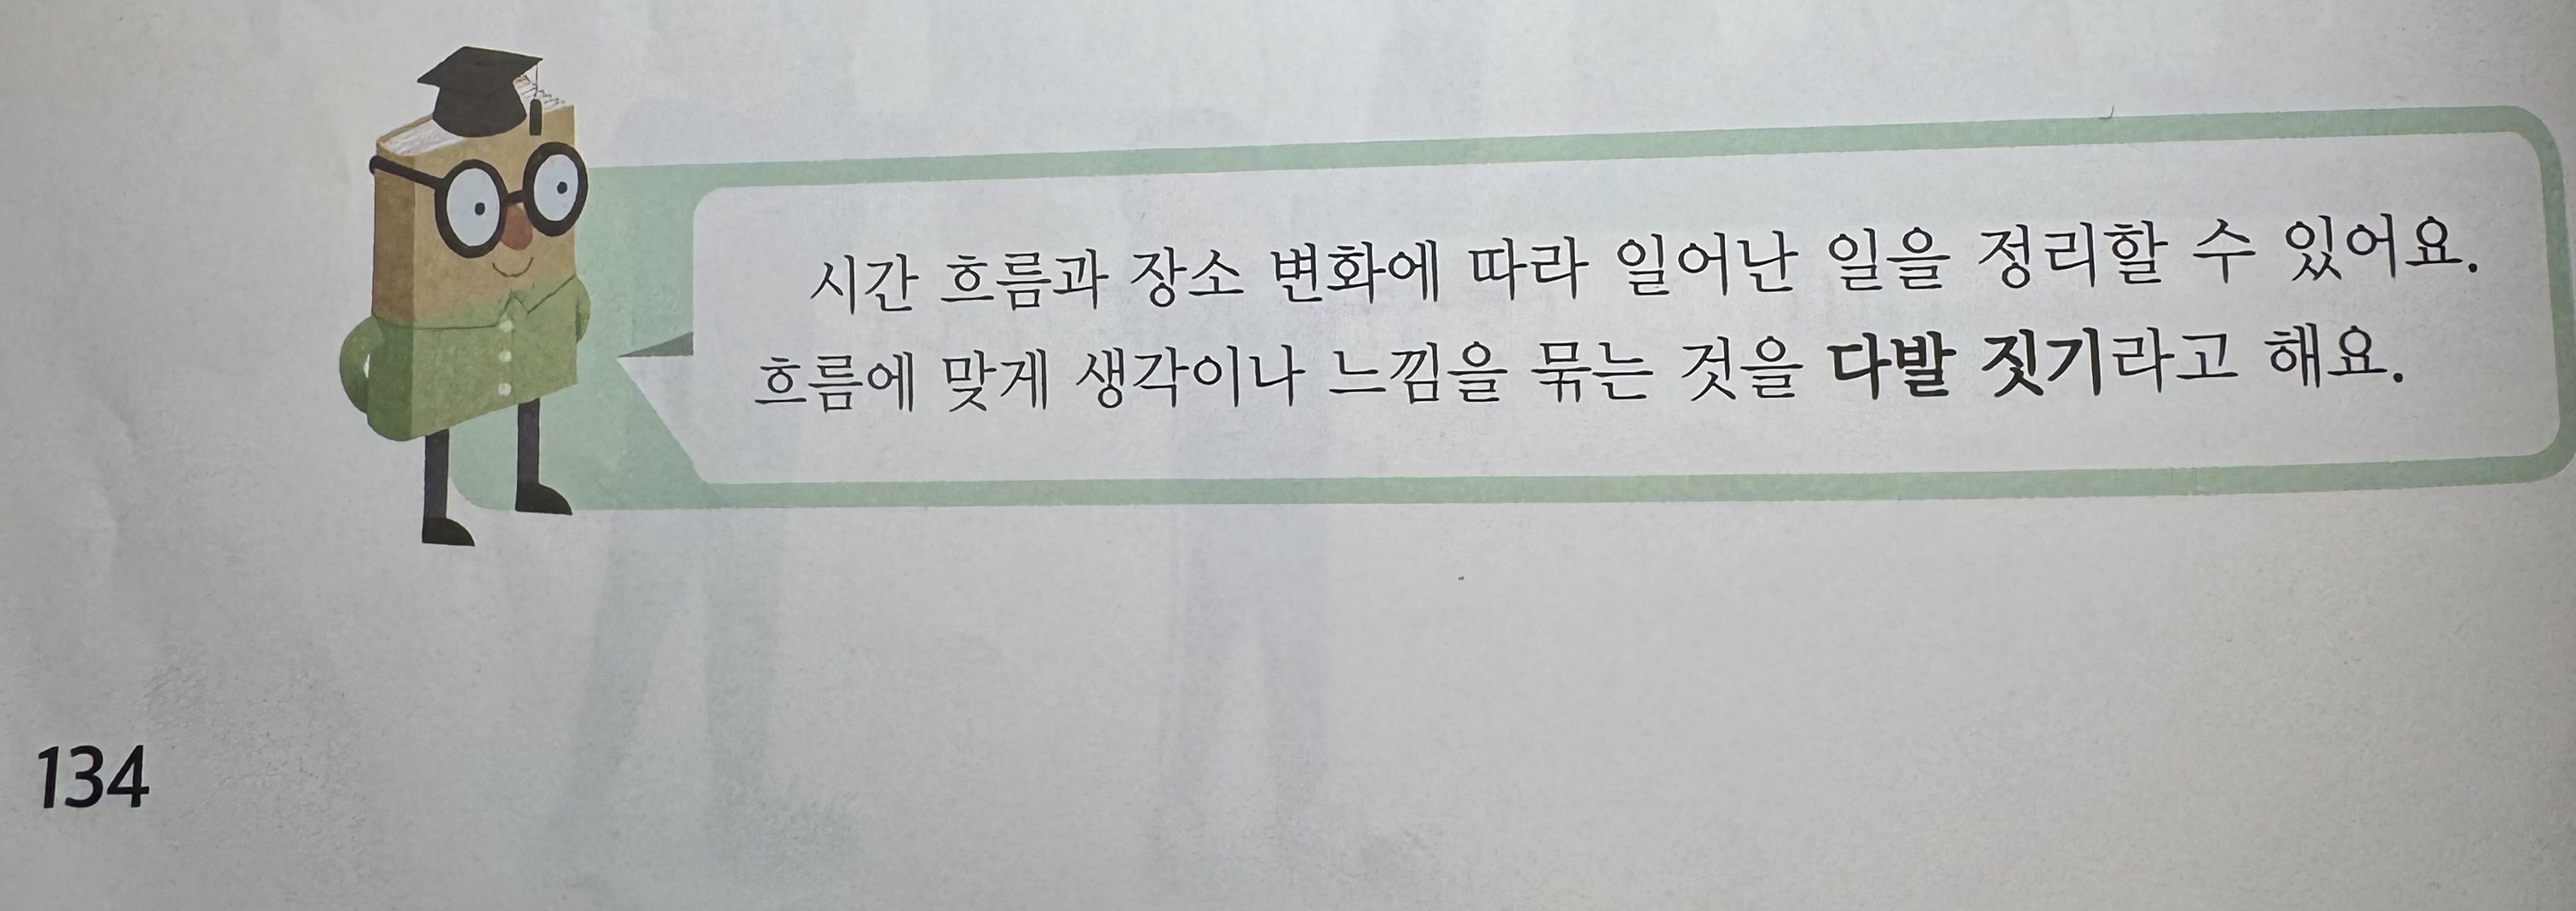 시간 흐름과 장소 변화에 따라 일어난 일을 정리할 수 있어요.
흐름에 맞게 생각이나 느낌을 묶는 것을 다발 짓기라고 해요.
134